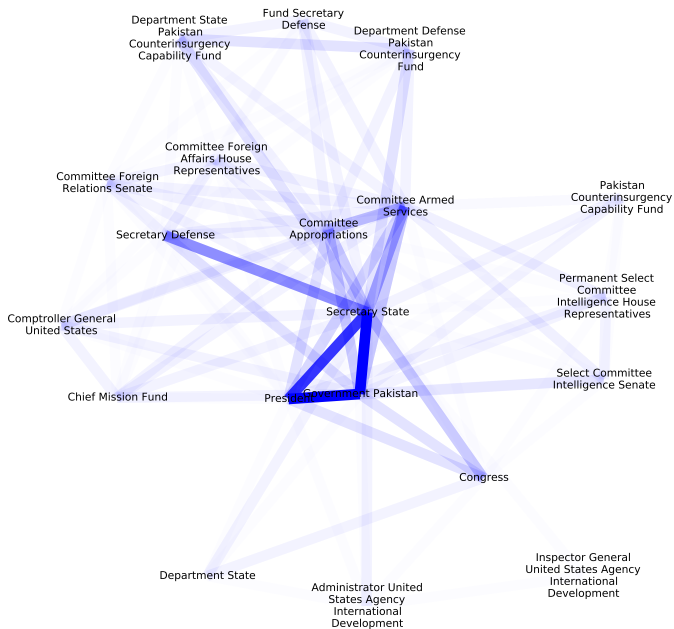 Department State
Pakistan
Counterinsurgency
Capability Fund
Fund Secretary
Defense
Department Defense
Pakistan
Counterinsurgency
Fund
Committee Foreign
Affairs House
Representatives
Committee Foreign
Relations Senate
Committee Armed
Services
Pakistan
Counterinsurgency
Capability Fund
Secretary Defense
Committee
Appropriations
Permanent Select
Committee
Intelligence House
Representatives
Comptroller General
United States
Secretary State
Select Committee
Intelligence Senate
Chief Mission Fund
President
Government Pakistan
Congress
Department State
Administrator United
States Agency
International
Development
Inspector General
United States Agency
International
Development